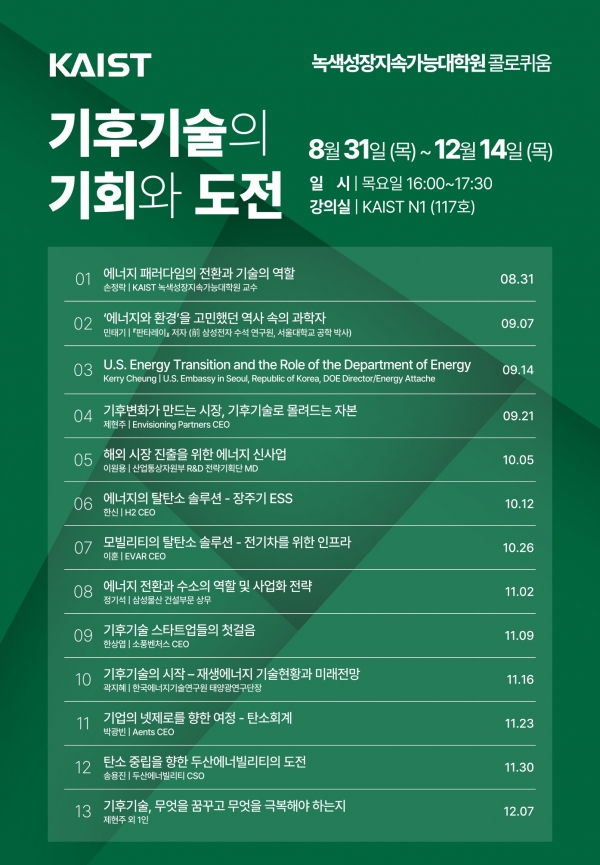 KAIST
녹색성장지속가능대학원 콜로퀴움
기후기술의
기회와 도전
8월 31일 (목) ~ 12월 14일 (목)
일 시 | 목요일 16:00~17:30
강의실 | KAIST N1 (117호)
01 에너지 패러다임의 전환과 기술의 역할 08.31
손정락 | KAIST 녹색성장지속가능대학원 교수
02 ‘에너지와 환경’을 고민했던 역사 속의 과학자 09.07
민태기 | 『판타레이』 저자 (前 삼성전자 수석 연구원, 서울대학교 공학 박사)
03 U.S. Energy Transition and the Role of the Department of Energy 09.14
Kerry Cheung | U.S. Embassy in Seoul, Republic of Korea, DOE Director/Energy Attache
04 기후변화가 만드는 시장, 기후기술로 몰려드는 자본 09.21
제현주 | Envisioning Partners CEO
05 해외 시장 진출을 위한 에너지 신사업 10.05
이원용 | 산업통상자원부 R&D 전략기획단 MD
06 에너지의 탈탄소 솔루션 - 장주기 ESS 10.12
한신 | H2 CEO
07 모빌리티의 탈탄소 솔루션 - 전기차를 위한 인프라 10.26
이훈 | EVAR CEO
08 에너지 전환과 수소의 역할 및 사업화 전략 11.02
정기석 | 삼성물산 건설부문 상무
09 기후기술 스타트업들의 첫걸음 11.09
한상엽 | 소풍벤처스 CEO
10 기후기술의 시작 – 재생에너지 기술현황과 미래전망 11.16
곽지혜 | 한국에너지기술연구원 태양광연구단장
11 기업의 넷제로를 향한 여정 - 탄소회계 11.23
박광빈 | Aents CEO
12 탄소 중립을 향한 두산에너빌리티의 도전 11.30
송용진 | 두산에너빌리티 CSO
13 기후기술, 무엇을 꿈꾸고 무엇을 극복해야 하는지 12.07
제현주 외 1인